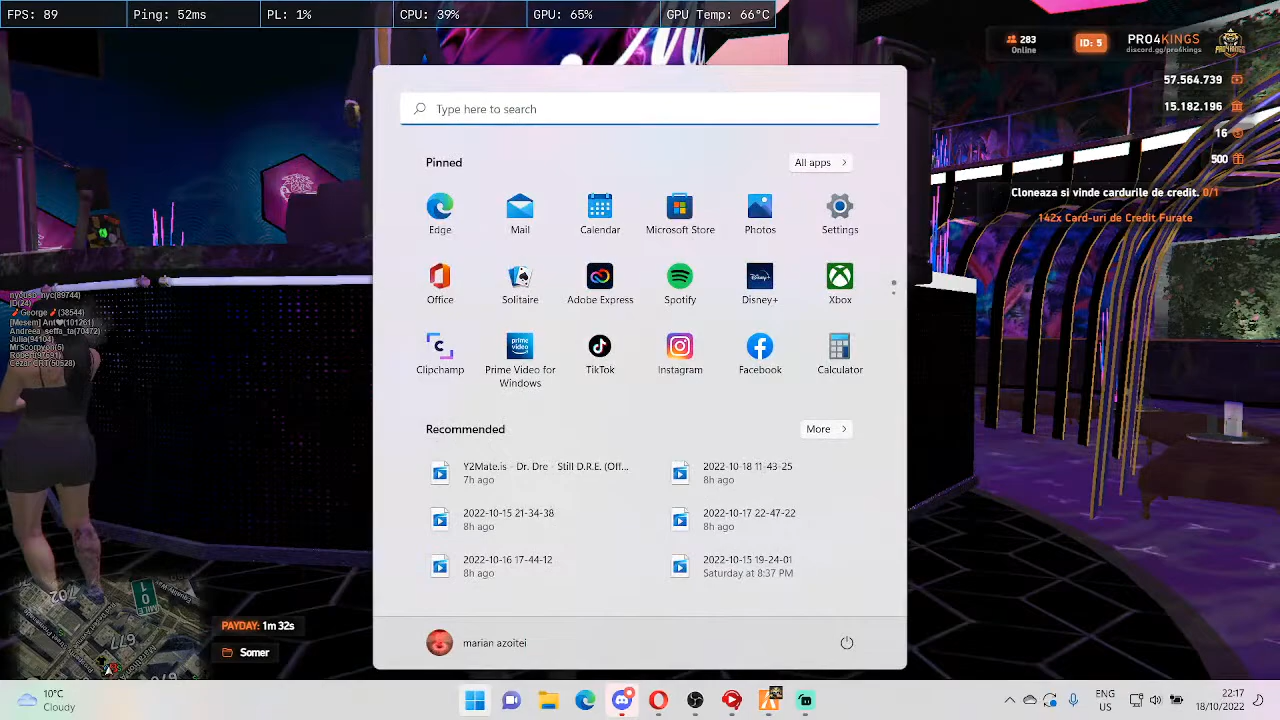 FPS: 89
Ping: 52ms
PL: 1%
CPU: 39%
GPU: 65%
GPU Temp: 66°C
283
Online
ID: 5
PRO4KINGS
discord.gg/pro4kings
57.564.739
15.182.196
16
500
Cloneaza si vinde cardurile de credit. 0/1
142x Card-uri de Credit Furate
Type here to search
Pinned
All apps
Edge
Mail
Calendar
Microsoft Store
Photos
Settings
Office
Solitaire
Adobe Express
Spotify
Disney+
Xbox
Clipchamp
Prime Video for
Windows
TikTok
Instagram
Facebook
Calculator
Recommended
More
Y2Mate.is - Dr. Dre - Still D.R.E. (Off...
7h ago
2022-10-18 11-43-25
8h ago
2022-10-15 21-34-38
8h ago
2022-10-17 22-47-22
8h ago
2022-10-16 17-44-12
8h ago
2022-10-15 19-24-01
Saturday at 8:37 PM
marian azoitei
George (38544)
Julia(94104)
PAYDAY: 1m 32s
Somer
10°C
Cloudy
ENG
US
22:17
18/10/2022